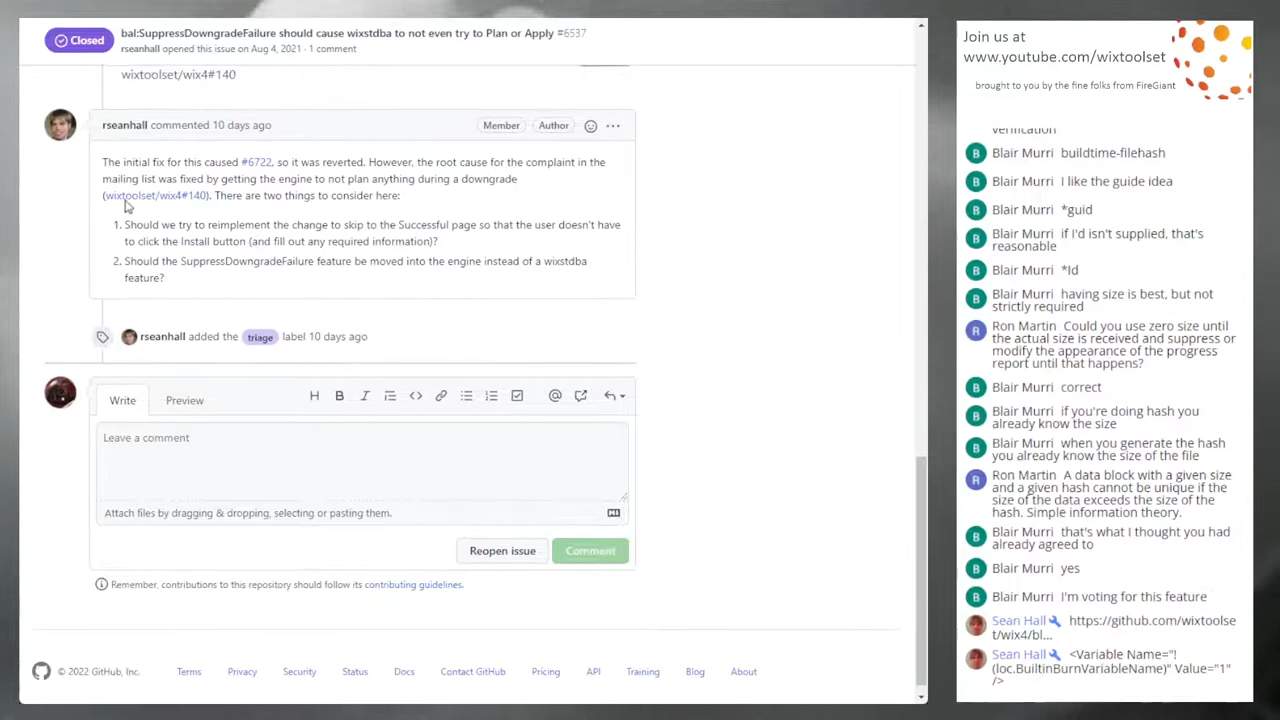 Closed
bal:SuppressDowngradeFailure should cause wixstdba to not even try to Plan or Apply #6537
rseanhall opened this issue on Aug 4, 2021 · 1 comment
wixtoolset/wix4#140
rseanhall commented 10 days ago
Member
Author
The initial fix for this caused #6722, so it was reverted. However, the root cause for the complaint in the
mailing list was fixed by getting the engine to not plan anything during a downgrade
(wixtoolset/wix4#140). There are two things to consider here:
1. Should we try to reimplement the change to skip to the Successful page so that the user doesn't have
to click the Install button (and fill out any required information)?
2. Should the SuppressDowngradeFailure feature be moved into the engine instead of a wixstdba
feature?
rseanhall added the triage label 10 days ago
Write
Preview
Leave a comment
Attach files by dragging & dropping, selecting or pasting them.
Reopen issue
Comment
Remember, contributions to this repository should follow its contributing guidelines.
© 2022 GitHub, Inc.
Terms
Privacy
Security
Status
Docs
Contact GitHub
Pricing
API
Training
Blog
About
Join us at
www.youtube.com/wixtoolset
brought to you by the fine folks from FireGiant
verification
Blair Murri buildtime-filehash
Blair Murri I like the guide idea
Blair Murri *guid
Blair Murri if I'd isn't supplied, that's
reasonable
Blair Murri *Id
Blair Murri having size is best, but not
strictly required
Ron Martin Could you use zero size until
the actual size is received and suppress or
modify the appearance of the progress
report until that happens?
Blair Murri correct
Blair Murri if you're doing hash you
already know the size
Blair Murri when you generate the hash
you already know the size of the file
Ron Martin A data block with a given size
and a given hash cannot be unique if the
size of the data exceeds the size of the
hash. Simple information theory.
Blair Murri that's what I thought you had
already agreed to
Blair Murri yes
Blair Murri I'm voting for this feature
Sean Hall https://github.com/wixtoolse
t/wix4/bl...
Sean Hall <Variable Name="!
(loc.BuiltinBurnVariableName)" Value="1"
/>